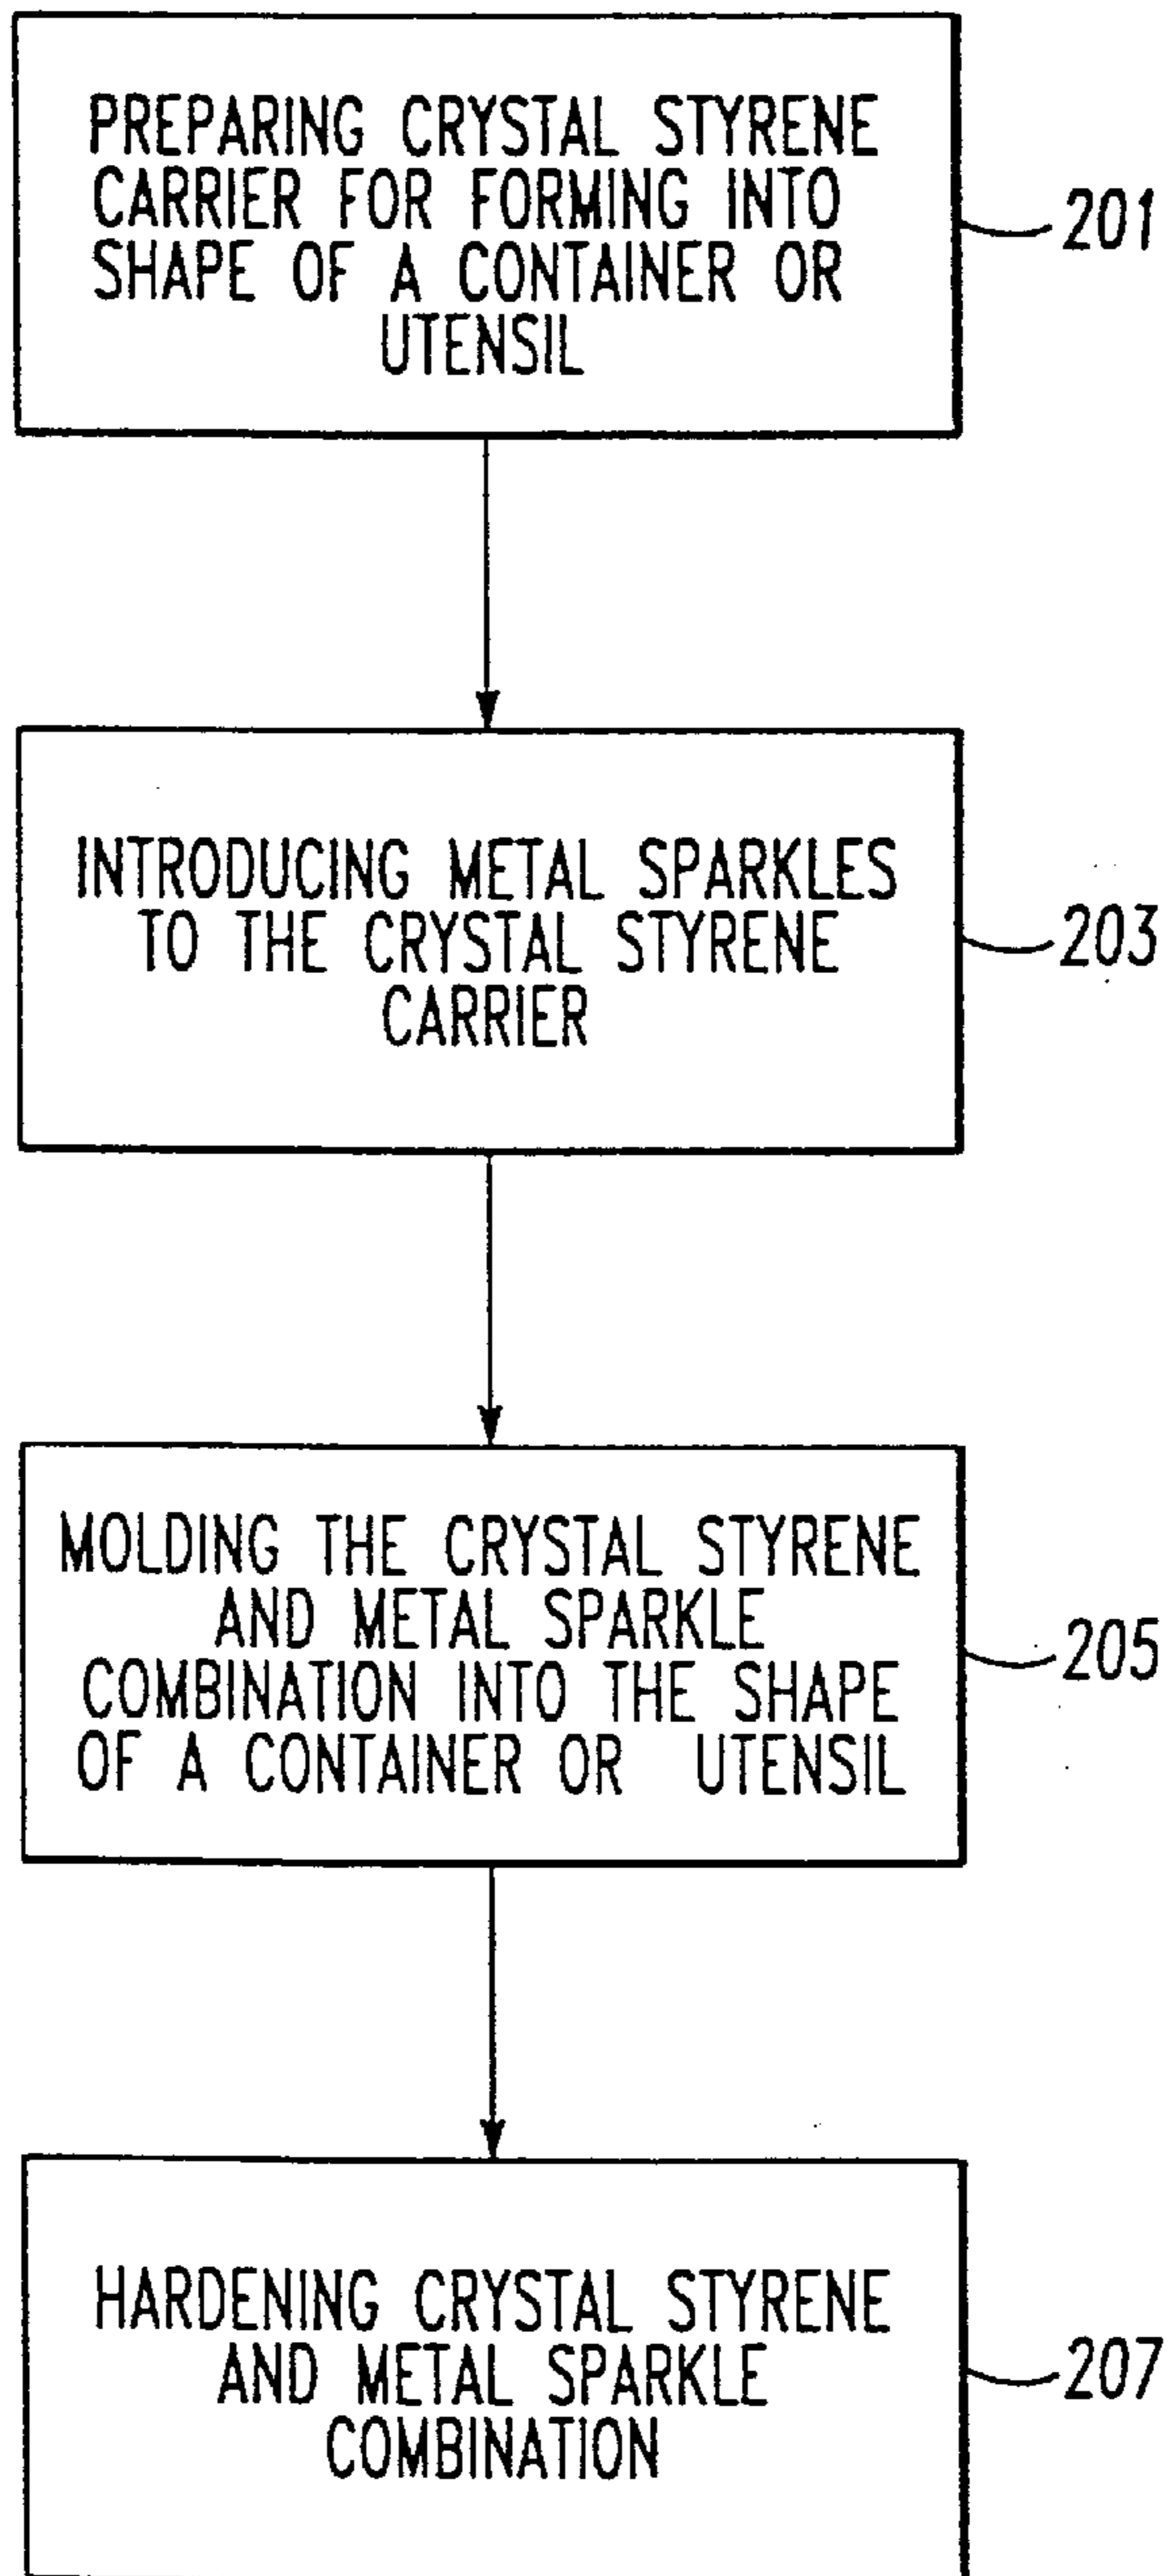 PREPARING CRYSTAL STYRENE
CARRIER FOR FORMING INTO
SHAPE OF A CONTAINER OR
UTENSIL
201
INTRODUCING METAL SPARKLES
TO THE CRYSTAL STYRENE
CARRIER
203
MOLDING THE CRYSTAL STYRENE
AND METAL SPARKLE
COMBINATION INTO THE SHAPE
OF A CONTAINER OR UTENSIL
205
HARDENING CRYSTAL STYRENE
AND METAL SPARKLE
COMBINATION
207